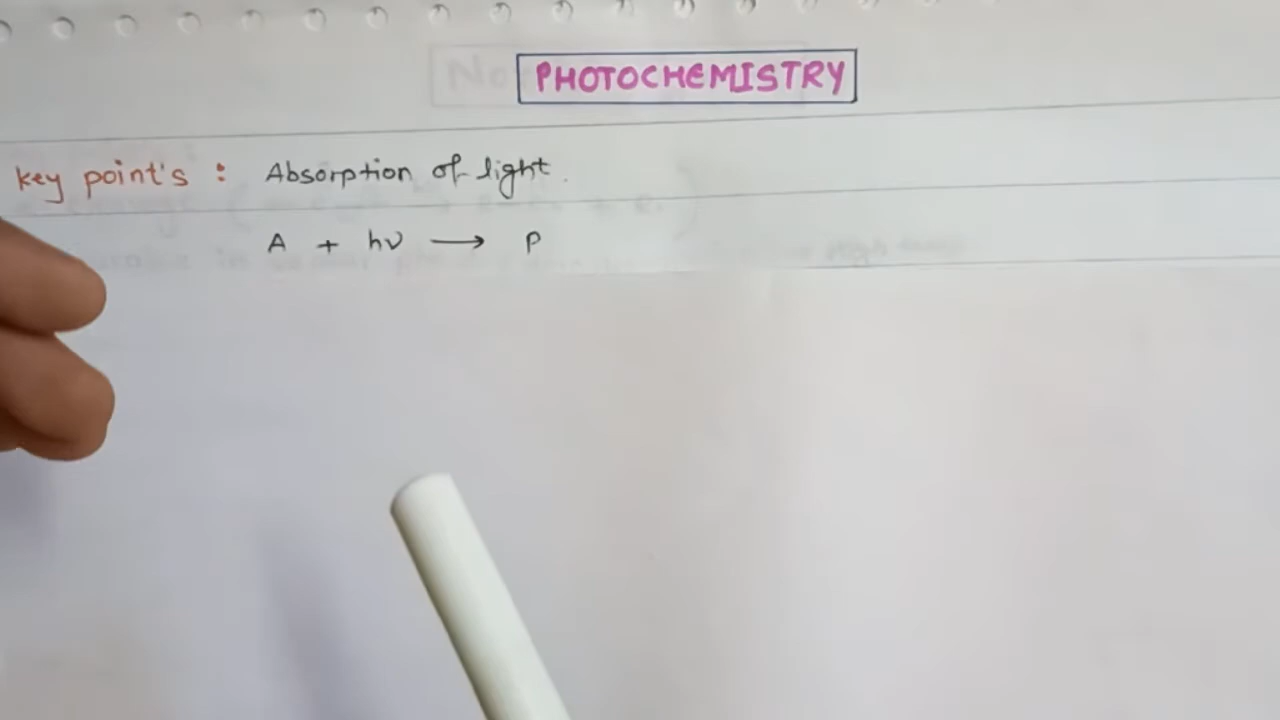 PHOTOCHEMISTRY
key point's : Absorption of light.
A + hν ⟶ P